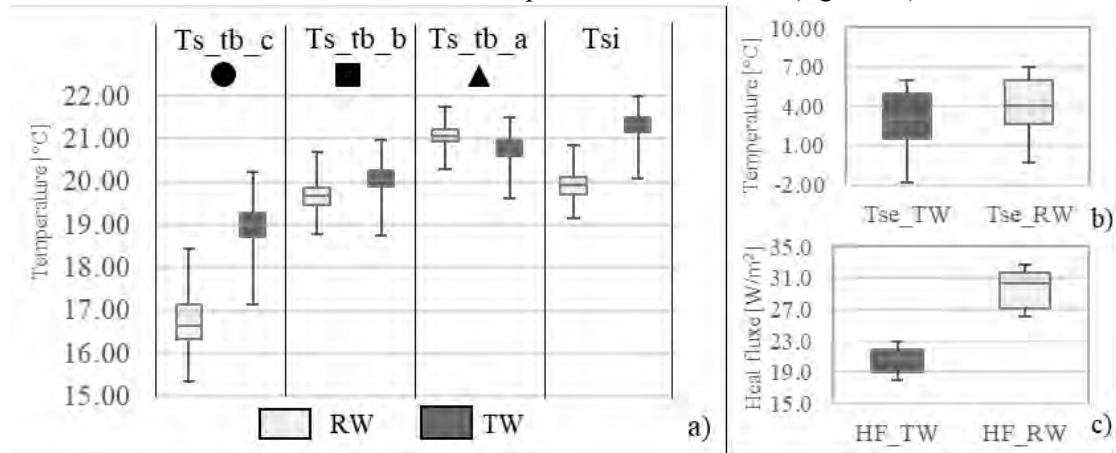 Ts_tb_c Ts_tb_b Ts_tb_a Tsi
Temperature [°C]
22.00
21.00
20.00
19.00
18.00
17.00
16.00
15.00
RW TW a)
Temperature [°C]
10.00
7.00
4.00
1.00
-2.00
Tse_TW Tse_RW b)
Heal fluxe [W/m²]
35.0
31.0
27.0
23.0
19.0
15.0
HF_TW HF_RW c)